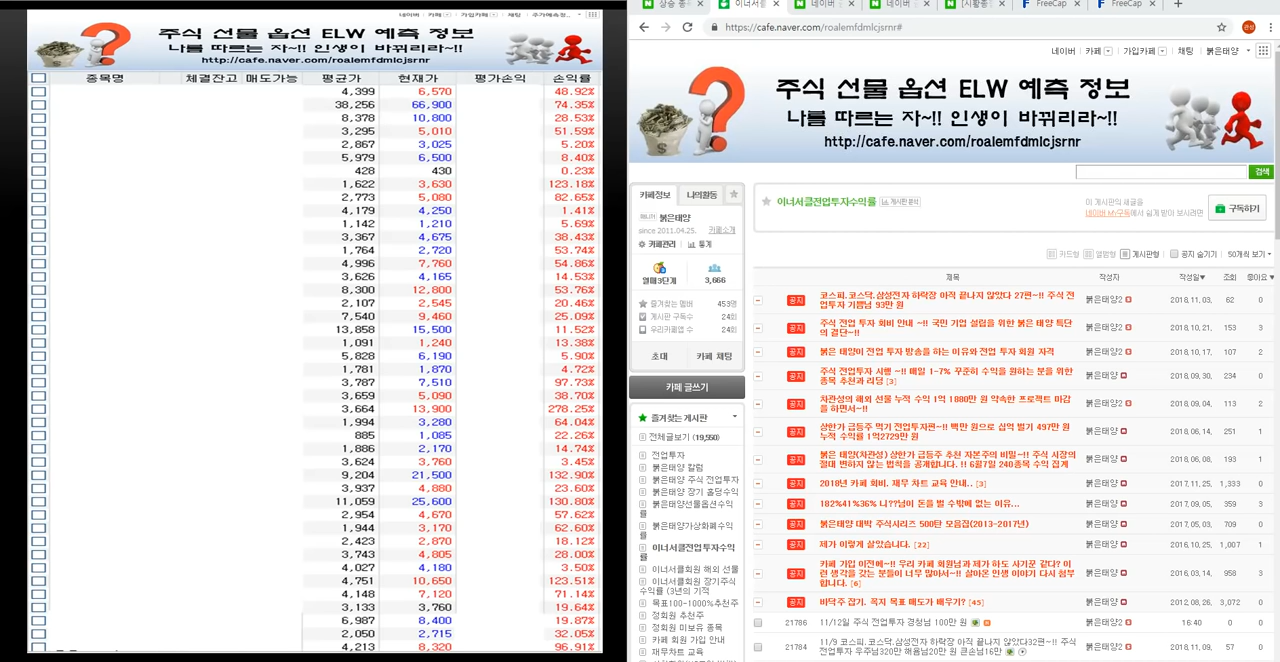 주식 선물 옵션 ELW 예측 정보
나를 따르는 자~!! 인생이 바뀌리라~!!
http://cafe.naver.com/roalemfdmlcjsrnr
종목명 체결잔고 매도가능 평균가 현재가 평가손익 손익률
4,399 6,570 48.92%
38,256 66,900 74.35%
8,378 10,800 28.53%
3,295 5,010 51.59%
2,867 3,025 5.20%
5,979 6,500 8.40%
428 430 0.23%
1,622 3,630 123.18%
2,773 5,080 82.65%
4,179 4,250 1.41%
1,142 1,210 5.69%
3,367 4,675 38.43%
1,764 2,720 53.74%
4,996 7,760 54.86%
3,626 4,165 14.53%
8,300 12,800 53.76%
2,107 2,545 20.46%
7,540 9,460 25.09%
13,858 15,500 11.52%
1,091 1,240 13.38%
5,828 6,190 5.90%
1,781 1,870 4.72%
3,787 7,510 97.73%
3,659 5,090 38.70%
3,664 13,900 278.25%
1,994 3,280 64.04%
885 1,085 22.26%
1,886 2,170 14.74%
3,624 3,760 3.45%
9,204 21,500 132.90%
3,937 4,880 23.60%
11,059 25,600 130.80%
2,954 4,670 57.62%
1,944 3,170 62.60%
2,423 2,870 18.12%
3,743 4,805 28.00%
4,027 4,180 3.50%
4,751 10,650 123.51%
4,148 7,120 71.14%
3,133 3,760 19.64%
6,987 8,400 19.87%
2,050 2,715 32.05%
4,213 8,320 96.91%
FreeCap
FreeCap
https://cafe.naver.com/roalemfdmlcjsrnr#
네이버 카페 가입카페 채팅 붉은태양
주식 선물 옵션 ELW 예측 정보
나를 따르는 자~!! 인생이 바뀌리라~!!
http://cafe.naver.com/roalemfdmlcjsrnr
검색
카페정보 나의활동
매니저 붉은태양
since 2011.04.25. 카페소개
카페관리 통계
열매3단계 3,666
즐겨찾는 멤버 453명
게시판 구독수 24회
우리카페앱 수 24회
초대 카페 채팅
카페 글쓰기
즐겨찾는 게시판
전체글보기 (19,550)
전업투자
붉은태양 칼럼
붉은태양 주식 전업투자
붉은태양 장기 홀딩수익률
붉은태양선물옵션수익률
붉은태양가상화폐수익률
이너서클전업투자수익률
이너서클회원 해외 선물
이너서클회원 장기주식 수익률 (3년의 기적
목표100-1000%추천주
정회원 추천주
정회원 미보유 종목
카페 회원 가입 안내
재무차트 교육
이너서클전업투자수익률 게시판 분리
이 게시판의 새글을
네이버 MY구독에서 쉽게 받아 보시려면
구독하기
카드형 앨범형 게시판형 공지 숨기기 50개씩 보기
제목 작성자 작성일 조회 좋아요
공지 코스피,코스닥,삼성전자 하락장 아직 끝나지 않았다 27편~!! 주식 전업투자 기쁨님 93만 원 붉은태양2 2018.11.03. 62 0
공지 주식 전업 투자 회비 안내 ~!! 국민 기업 설립을 위한 붉은 태양 특단의 결단~!! 붉은태양2 2018.10.21. 153 3
공지 붉은 태양이 전업 투자 방송을 하는 이유와 전업 투자 회원 자격 붉은태양2 2018.10.17. 107 2
공지 주식 전업투자 시행 ~!! 매일 1-7% 꾸준히 수익을 원하는 분을 위한 종목 추천과 리딩 [3] 붉은태양 2018.09.30. 234 0
공지 차관성의 해외 선물 누적 수익 1억 1880만 원 약속한 프로젝트 마감을 하면서~!! 붉은태양2 2018.09.04. 113 2
공지 상한가 급등주 먹기 전업투자편~!! 백만 원으로 십억 벌기 497만 원 누적 수익률 1억2729만 원 붉은태양 2018.06.14. 251 1
공지 붉은 태양(차관성) 상한가 급등주 추천 자본주의 비밀~!! 주식 시장의 절대 변하지 않는 법칙을 공개합니다. !! 6월7일 240종목 수익 집계 붉은태양 2018.06.08. 193 1
공지 2018년 카페 회비, 재무 차트 교육 안내.. [3] 붉은태양 2017.11.25. 1,333 0
공지 182%41%36% 니??님이 돈을 벌 수밖에 없는 이유... 붉은태양 2017.09.05. 359 3
공지 붉은태양 대박 주식시리즈 500탄 모음집(2013-2017년) 붉은태양 2017.05.03. 709 0
공지 제가 이렇게 살았습니다. [22] 붉은태양 2016.10.25. 1,007 1
공지 카페 가입 이전에~!! 우리 카페 회원님과 제가 하도 사기꾼 같다? 이런 생각을 갖는 분들이 너무 많아서~!! 살아온 인생 이야기 다시 첨부합니다. [6] 붉은태양 2016.03.14. 958 3
공지 비닥주 잡기, 꼭지 목표 매도가 배우기? [45] 붉은태양 2012.08.26. 3,072 0
21786 11/12일 주식 전업투자 경청님 100만 원 붉은태양2 16:40 0 0
21784 11/9 코스피,코스닥,삼성전자 하락장 아직 끝나지 않았다32편~!! 주식 전업투자 우주님320만 애플님20만 큰손님16만 붉은태양2 2018.11.09. 57 0